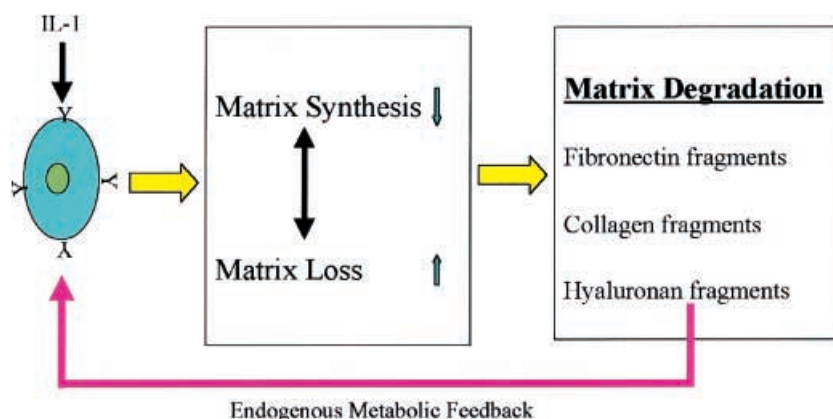 IL-1
Y
Y
Y
Y
Matrix Synthesis
Matrix Loss
Matrix Degradation
Fibronectin fragments
Collagen fragments
Hyaluronan fragments
Endogenous Metabolic Feedback